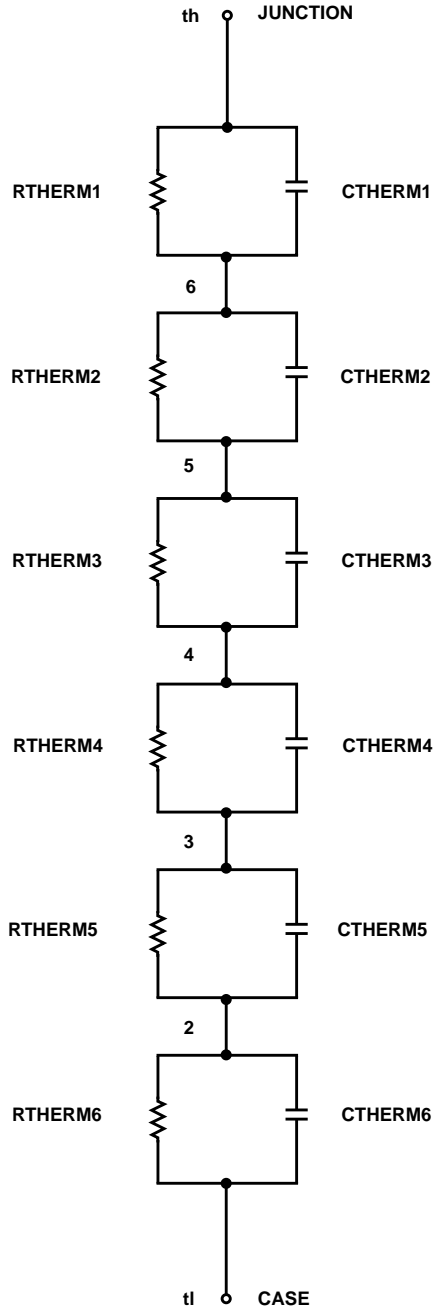 th JUNCTION
RTHERM1 CTHERM1
6
RTHERM2 CTHERM2
5
RTHERM3 CTHERM3
4
RTHERM4 CTHERM4
3
RTHERM5 CTHERM5
2
RTHERM6 CTHERM6
tl CASE